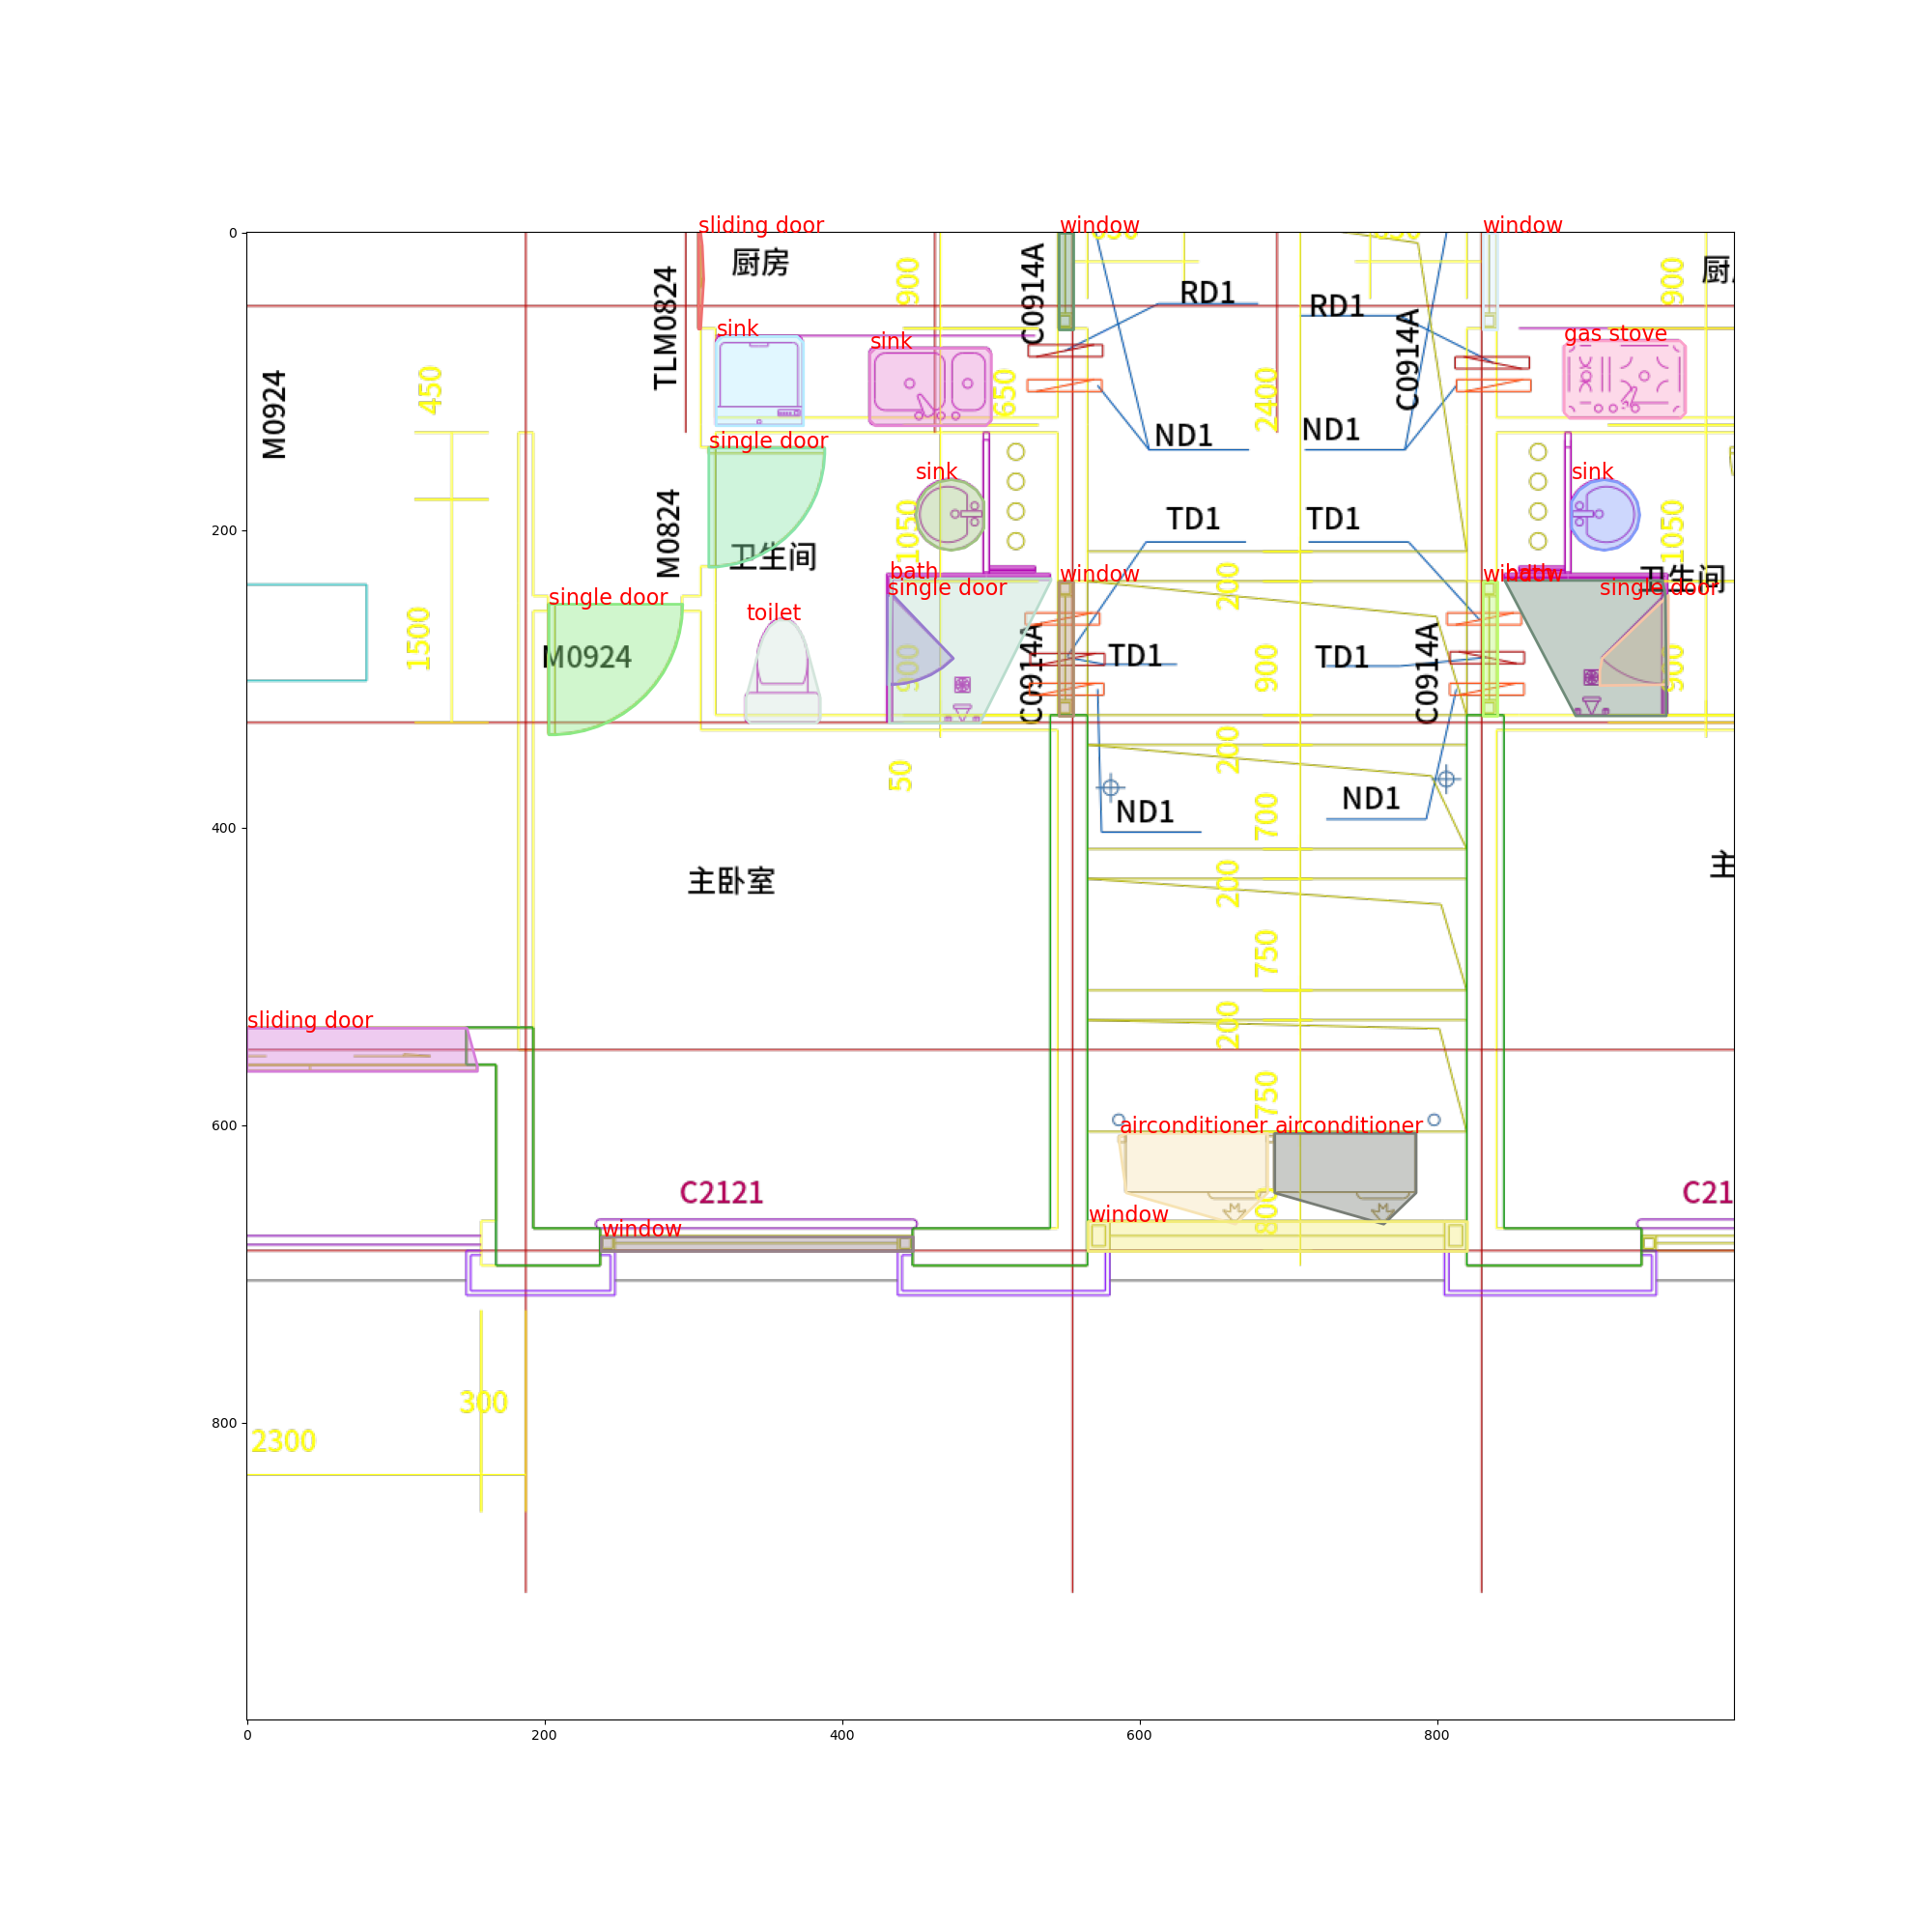 sliding door
window
window
厨房
厨
900
900
RD1
RD1
C0914A
TLM0824
sink
sink
gas stove
C0914A
450
650
2400
M0924
single door
ND1
ND1
sink
sink
M0824
1050
1050
TD1
TD1
卫生间
bath
window
window
卫生间
single door
single door
single door
200
toilet
1500
M0924
900
900
900
C0914A
TD1
TD1
C0914A
200
50
ND1
ND1
700
主卧室
主
200
750
sliding door
200
750
airconditioner
airconditioner
C2121
C21
window
window
800
300
2300
0
200
400
600
800
0
200
400
600
800